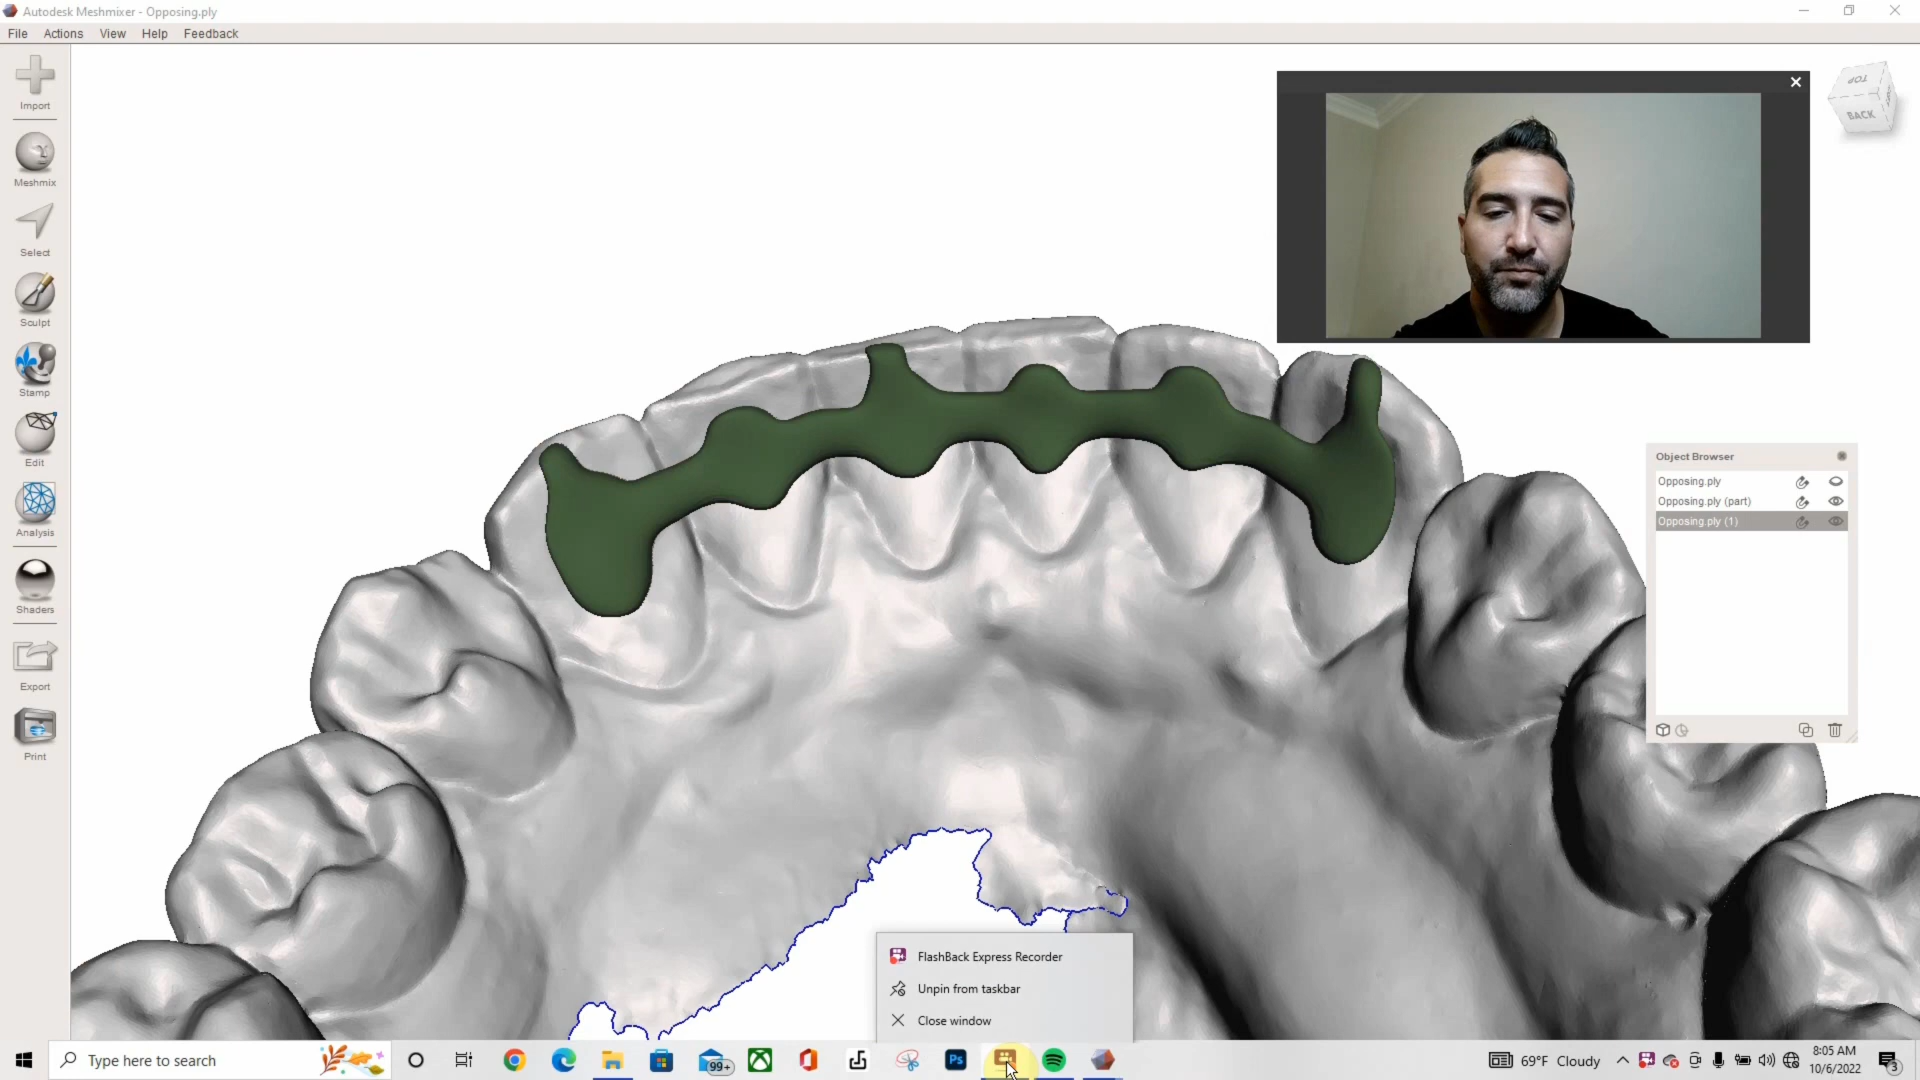 Autodesk Meshmixer - Opposing.ply
File Actions View Help Feedback
Import
Meshmix
Select
Sculpt
Stamp
Edit
Analysis
Shaders
Export
Print
TOP
BACK
Object Browser
Opposing.ply
Opposing.ply (part)
Opposing.ply (1)
FlashBack Express Recorder
Unpin from taskbar
Close window
Type here to search
99+
Ps
69°F Cloudy
8:05 AM
10/6/2022
3